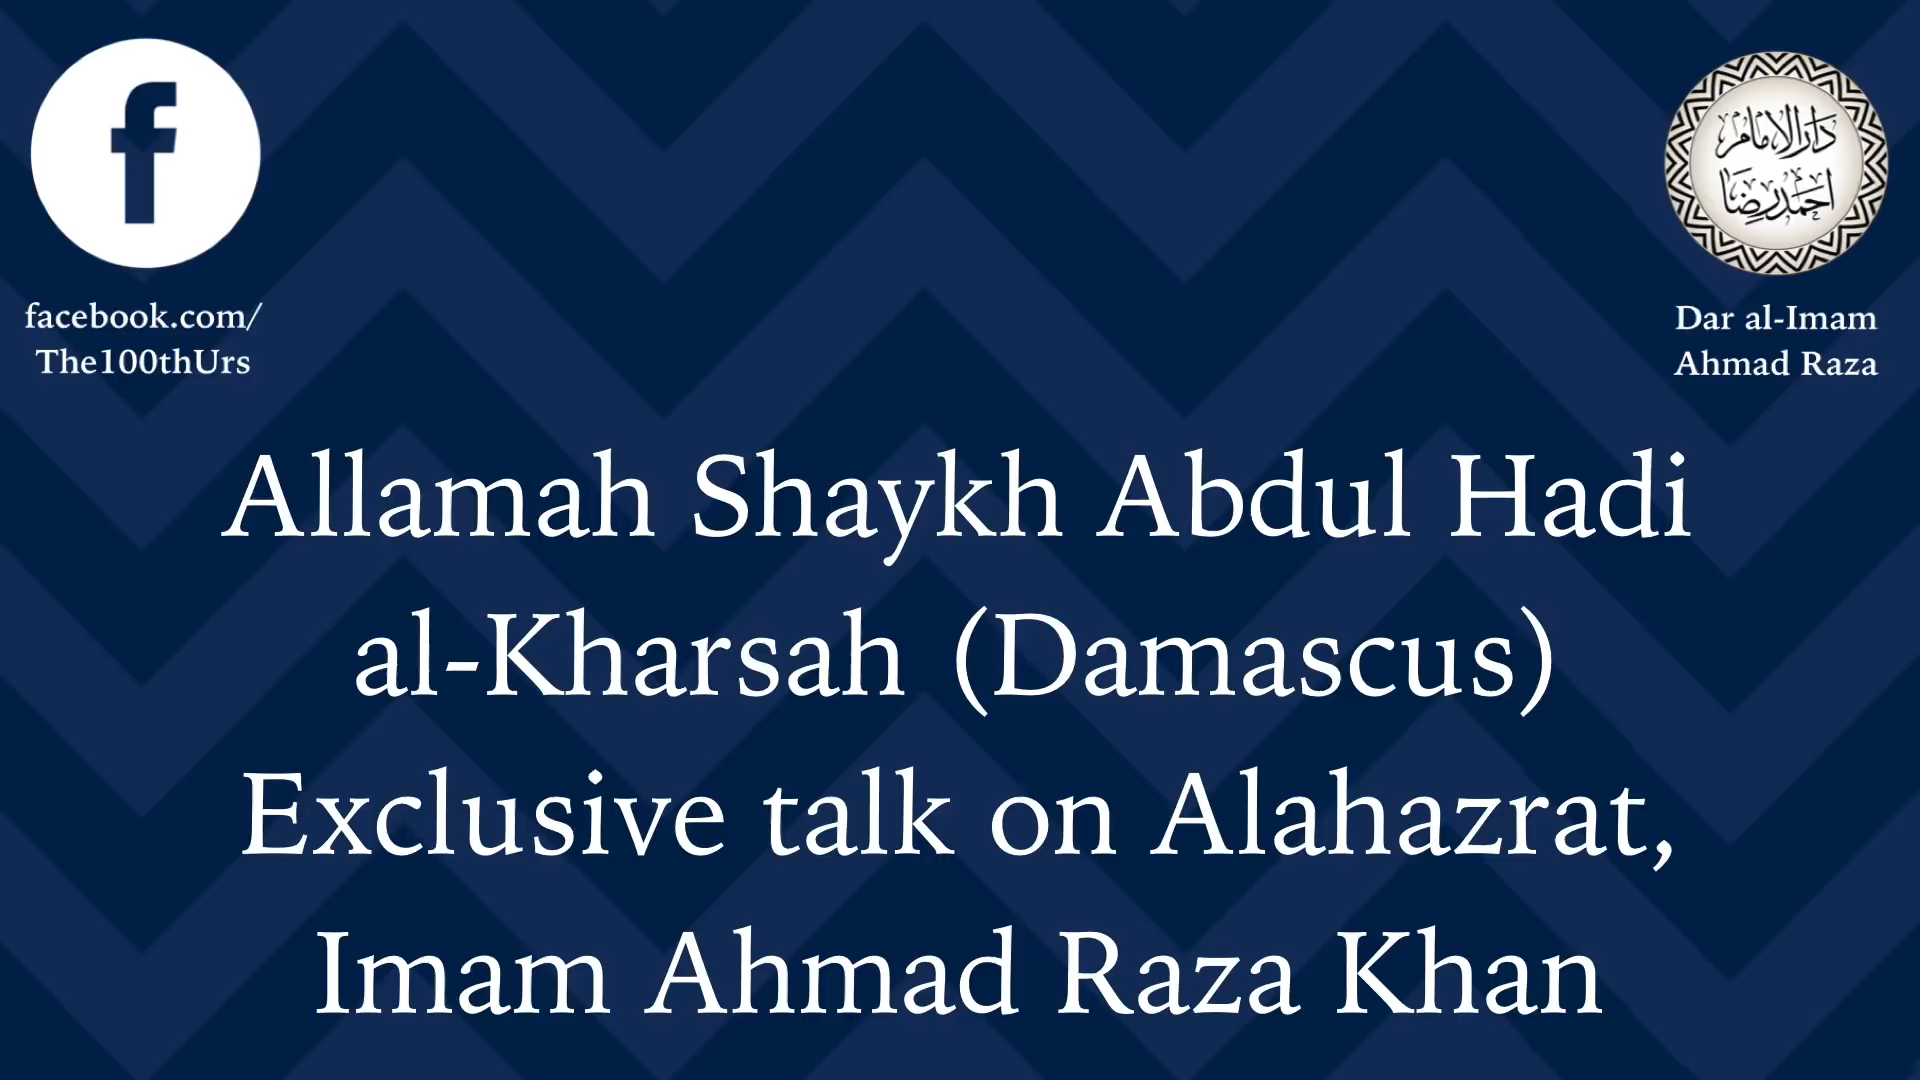 facebook.com/
The100thUrs
دار الامام
احمد رضا
Dar al-Imam
Ahmad Raza
Allamah Shaykh Abdul Hadi
al-Kharsah (Damascus)
Exclusive talk on Alahazrat,
Imam Ahmad Raza Khan